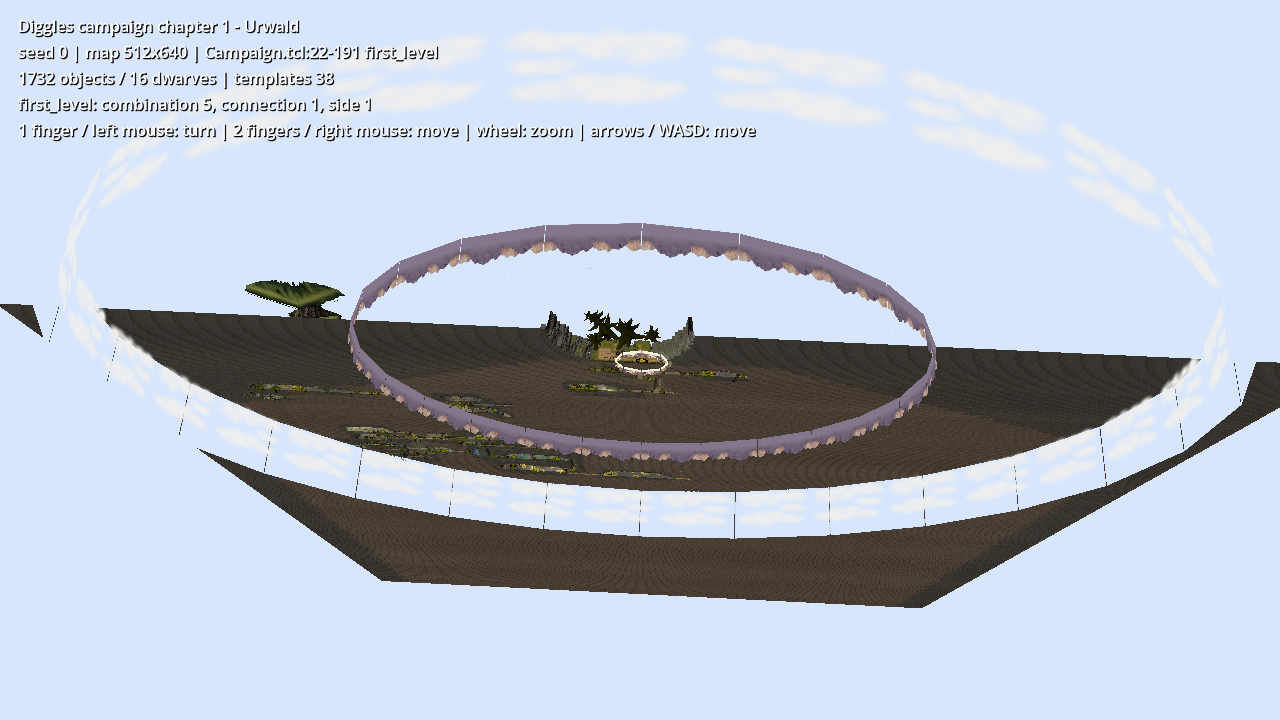 Diggles campaign chapter 1 - Urwald
seed 0 | map 512x640 | Campaign.tcl:22-191 first_level
1732 objects / 16 dwarves | templates 38
first_level: combination 5, connection 1, side 1
1 finger / left mouse: turn | 2 fingers / right mouse: move | wheel: zoom | arrows / WASD: move